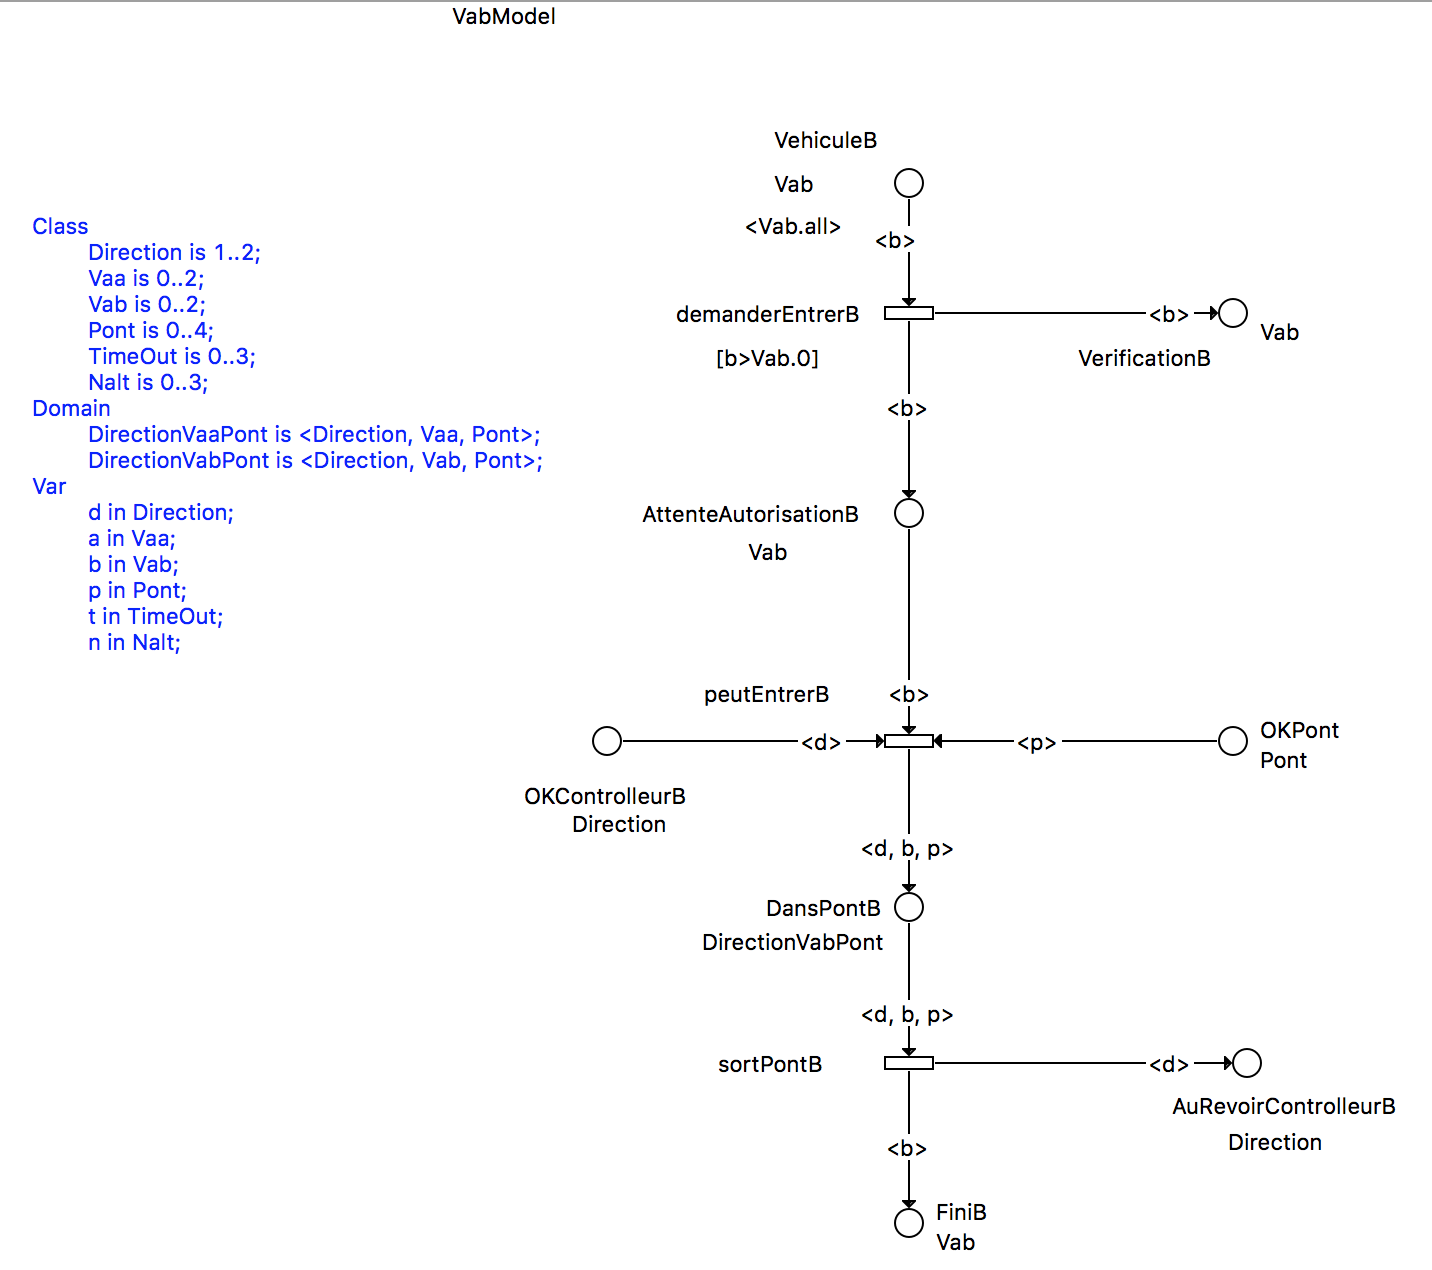 VabModel
Class
Direction is 1..2;
Vaa is 0..2;
Vab is 0..2;
Pont is 0..4;
TimeOut is 0..3;
Nalt is 0..3;
Domain
DirectionVaaPont is <Direction, Vaa, Pont>;
DirectionVabPont is <Direction, Vab, Pont>;
Var
d in Direction;
a in Vaa;
b in Vab;
p in Pont;
t in TimeOut;
n in Nalt;
VehiculeB
Vab
<Vab.all>
<b>
demanderEntrerB
[b>Vab.0]
<b>
Vab
VerificationB
<b>
AttenteAutorisationB
Vab
peutEntrerB
<b>
<d>
<p>
OKPont
Pont
OKControlleurB
Direction
<d, b, p>
DansPontB
DirectionVabPont
<d, b, p>
sortPontB
<d>
AuRevoirControlleurB
Direction
<b>
FiniB
Vab